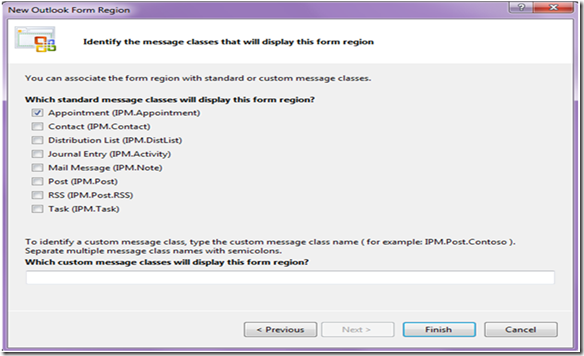 New Outlook Form Region
Identify the message classes that will display this form region
You can associate the form region with standard or custom message classes.
Which standard message classes will display this form region?
Appointment (IPM.Appointment)
Contact (IPM.Contact)
Distribution List (IPM.DistList)
Journal Entry (IPM.Activity)
Mail Message (IPM.Note)
Post (IPM.Post)
RSS (IPM.Post.RSS)
Task (IPM.Task)
To identify a custom message class, type the custom message class name ( for example: IPM.Post.Contoso ).
Separate multiple message class names with semicolons.
Which custom message classes will display this form region?
< Previous Next > Finish Cancel